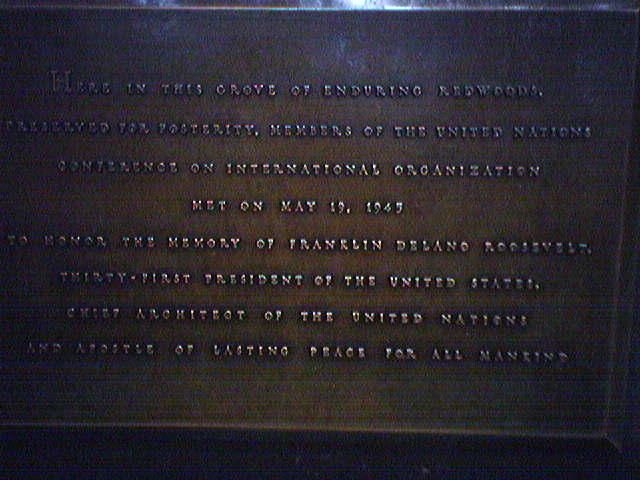 HERE IN THIS GROVE OF ENDURING REDWOODS,
PRESERVED FOR POSTERITY, MEMBERS OF THE UNITED NATIONS
CONFERENCE ON INTERNATIONAL ORGANIZATION
MET ON MAY 19, 1945
TO HONOR THE MEMORY OF FRANKLIN DELANO ROOSEVELT,
THIRTY-FIRST PRESIDENT OF THE UNITED STATES,
CHIEF ARCHITECT OF THE UNITED NATIONS
AND APOSTLE OF LASTING PEACE FOR ALL MANKIND